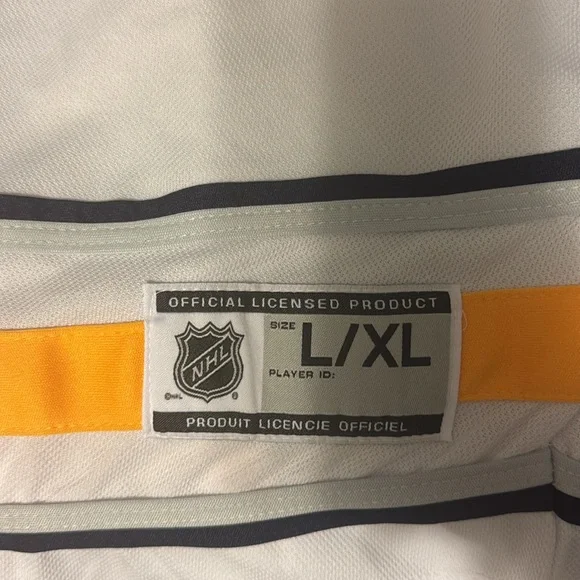 OFFICIAL LICENSED PRODUCT
SIZE L/XL
NHL
PLAYER ID:
©NHL ®
PRODUIT LICENCIE OFFICIEL